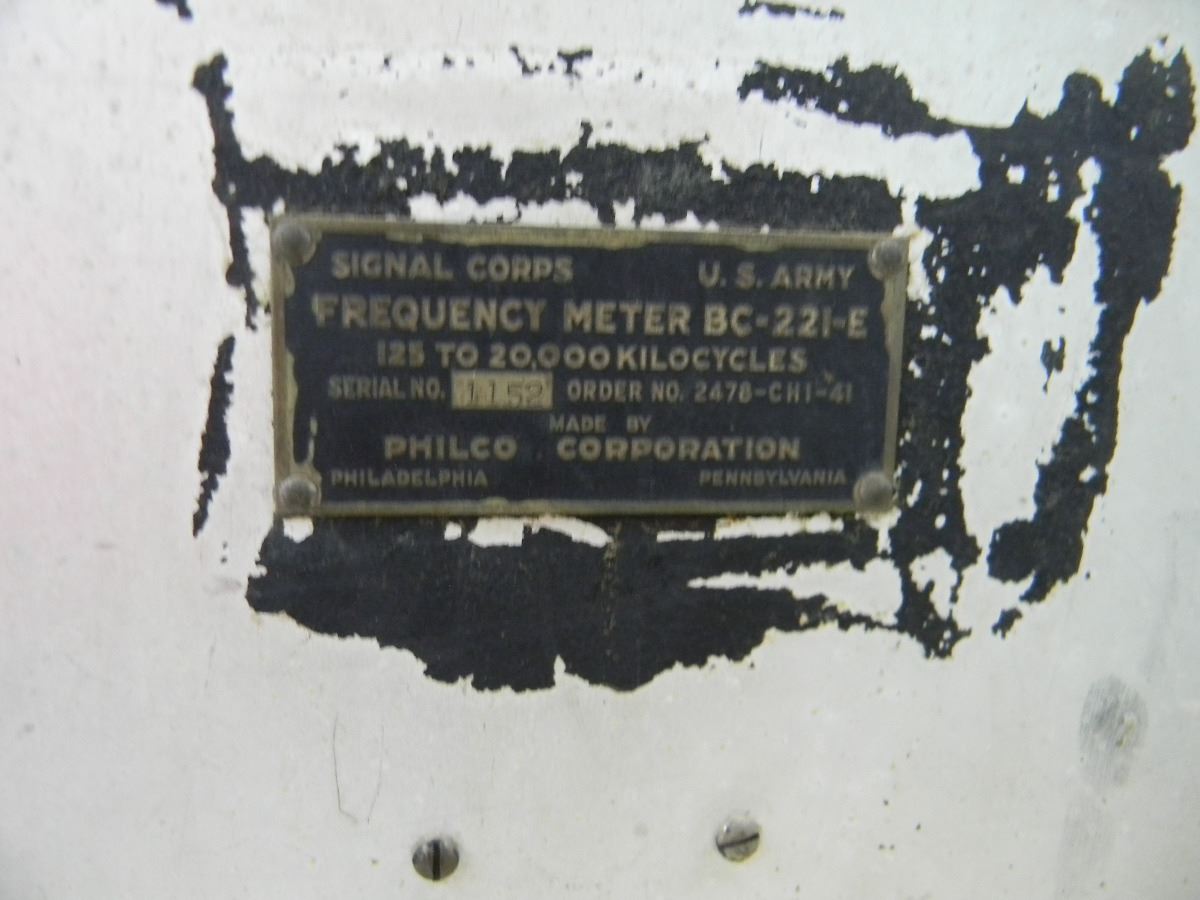 SIGNAL CORPS U. S. ARMY
FREQUENCY METER BC-221-E
125 TO 20,000 KILOCYCLES
SERIAL NO. 1152 ORDER NO. 2478-CHI-41
MADE BY
PHILCO CORPORATION
PHILADELPHIA PENNSYLVANIA